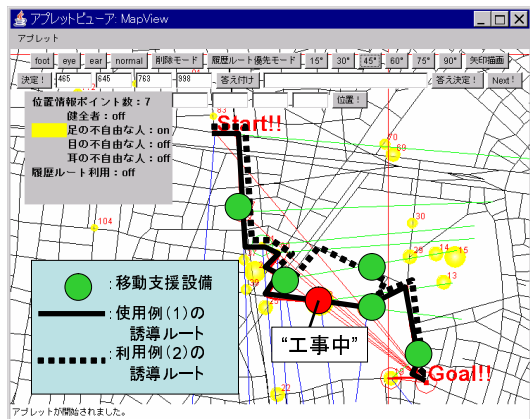 アプレットビューア: MapView
アプレット
foot eye ear normal 削除モード 履歴ルート優先モード 15° 30° 45° 60° 75° 90° 矢印描画
決定! 465 645 763 998 答え付け 答え決定! Next!
位置情報ポイント数:7
位置!
健全者:off
足の不自由な人:on
目の不自由な人:off
耳の不自由な人:off
履歴ルート利用:off
83
Start!!
70
69
104
30
29
14
15
13
39
25
:移動支援設備
:使用例(1)の
誘導ルート
:利用例(2)の
誘導ルート
“工事中”
19
Goal!!
22
アプレットが開始されました。